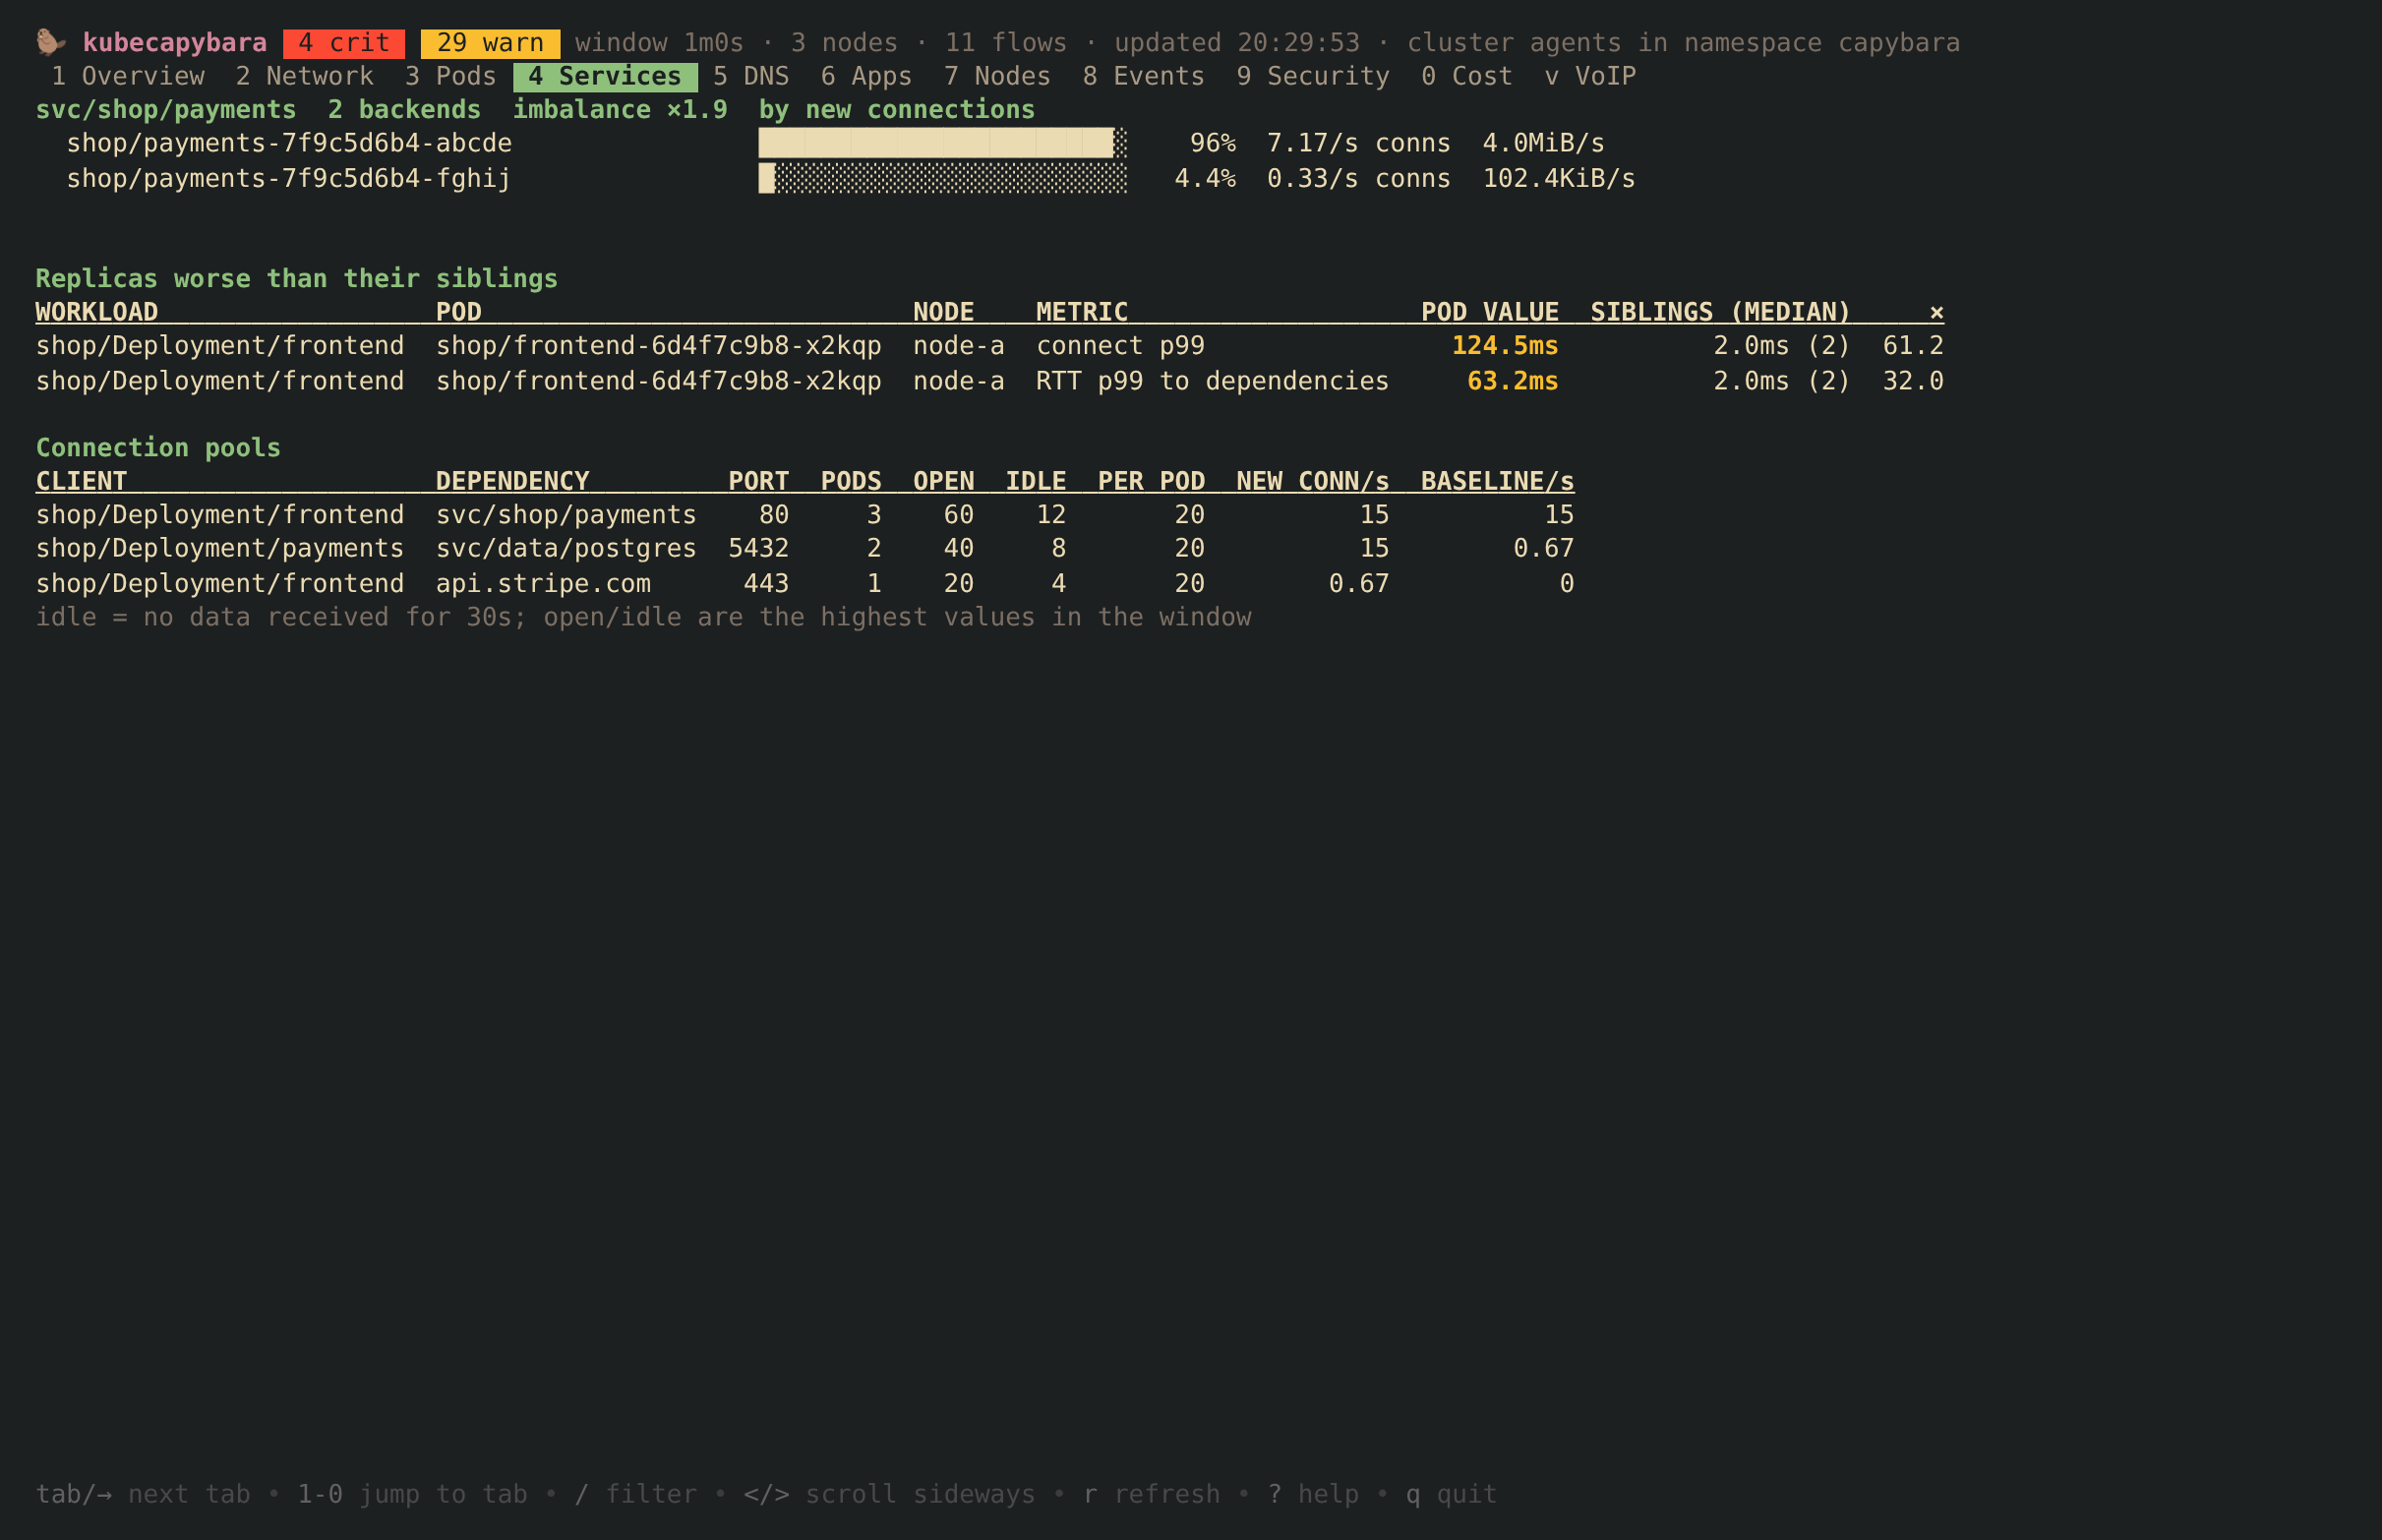 kubecapybara 4 crit 29 warn window 1m0s · 3 nodes · 11 flows · updated 20:29:53 · cluster agents in namespace capybara
1 Overview 2 Network 3 Pods 4 Services 5 DNS 6 Apps 7 Nodes 8 Events 9 Security 0 Cost v VoIP
svc/shop/payments 2 backends imbalance ×1.9 by new connections
shop/payments-7f9c5d6b4-abcde 96% 7.17/s conns 4.0MiB/s
shop/payments-7f9c5d6b4-fghij 4.4% 0.33/s conns 102.4KiB/s
Replicas worse than their siblings
WORKLOAD POD NODE METRIC POD VALUE SIBLINGS (MEDIAN) ×
shop/Deployment/frontend shop/frontend-6d4f7c9b8-x2kqp node-a connect p99 124.5ms 2.0ms (2) 61.2
shop/Deployment/frontend shop/frontend-6d4f7c9b8-x2kqp node-a RTT p99 to dependencies 63.2ms 2.0ms (2) 32.0
Connection pools
CLIENT DEPENDENCY PORT PODS OPEN IDLE PER POD NEW CONN/s BASELINE/s
shop/Deployment/frontend svc/shop/payments 80 3 60 12 20 15 15
shop/Deployment/payments svc/data/postgres 5432 2 40 8 20 15 0.67
shop/Deployment/frontend api.stripe.com 443 1 20 4 20 0.67 0
idle = no data received for 30s; open/idle are the highest values in the window
tab/→ next tab • 1-0 jump to tab • / filter • </> scroll sideways • r refresh • ? help • q quit